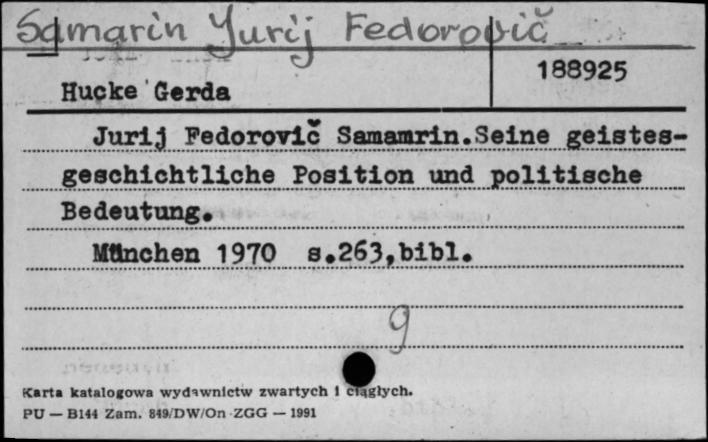 Samarin Jurij Fedorovič
188925
Hucke Gerda
Jurij Fedorovič Samamrin.Seine geistes-
geschichtliche Position und politische
Bedeutung.
München 1970 s.263,bibl.
9
Karta katalogowa wydawnictw zwartych i ciągłych.
PU — B144 Zam. 849/DW/On ZGG — 1991